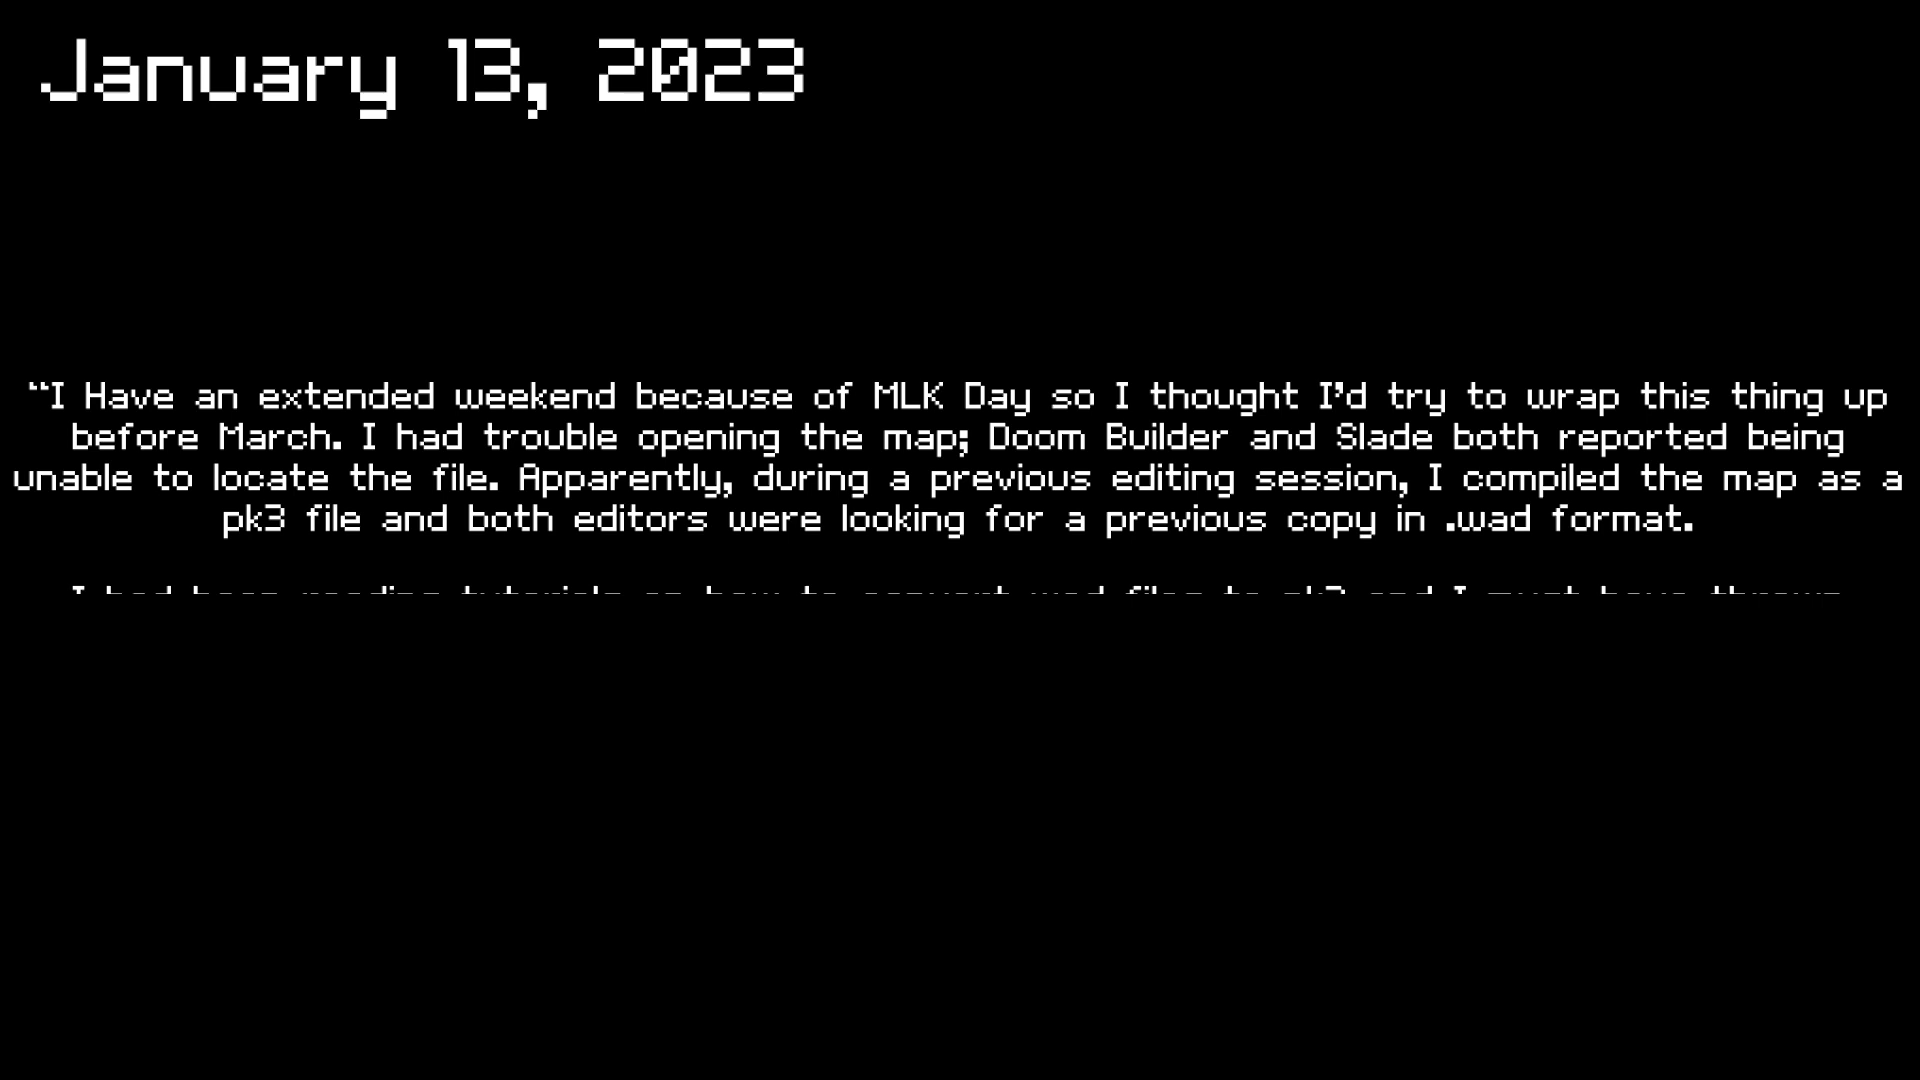 January 13, 2023
“I Have an extended weekend because of MLK Day so I thought I’d try to wrap this thing up
before March. I had trouble opening the map; Doom Builder and Slade both reported being
unable to locate the file. Apparently, during a previous editing session, I compiled the map as a
pk3 file and both editors were looking for a previous copy in .wad format.